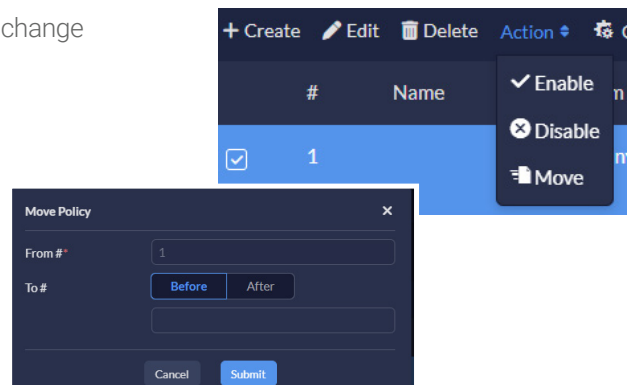 change
+ Create Edit Delete Action
# Name
Enable
Disable
Move
1
Move Policy ×
From #* 1
To # Before After
Cancel Submit